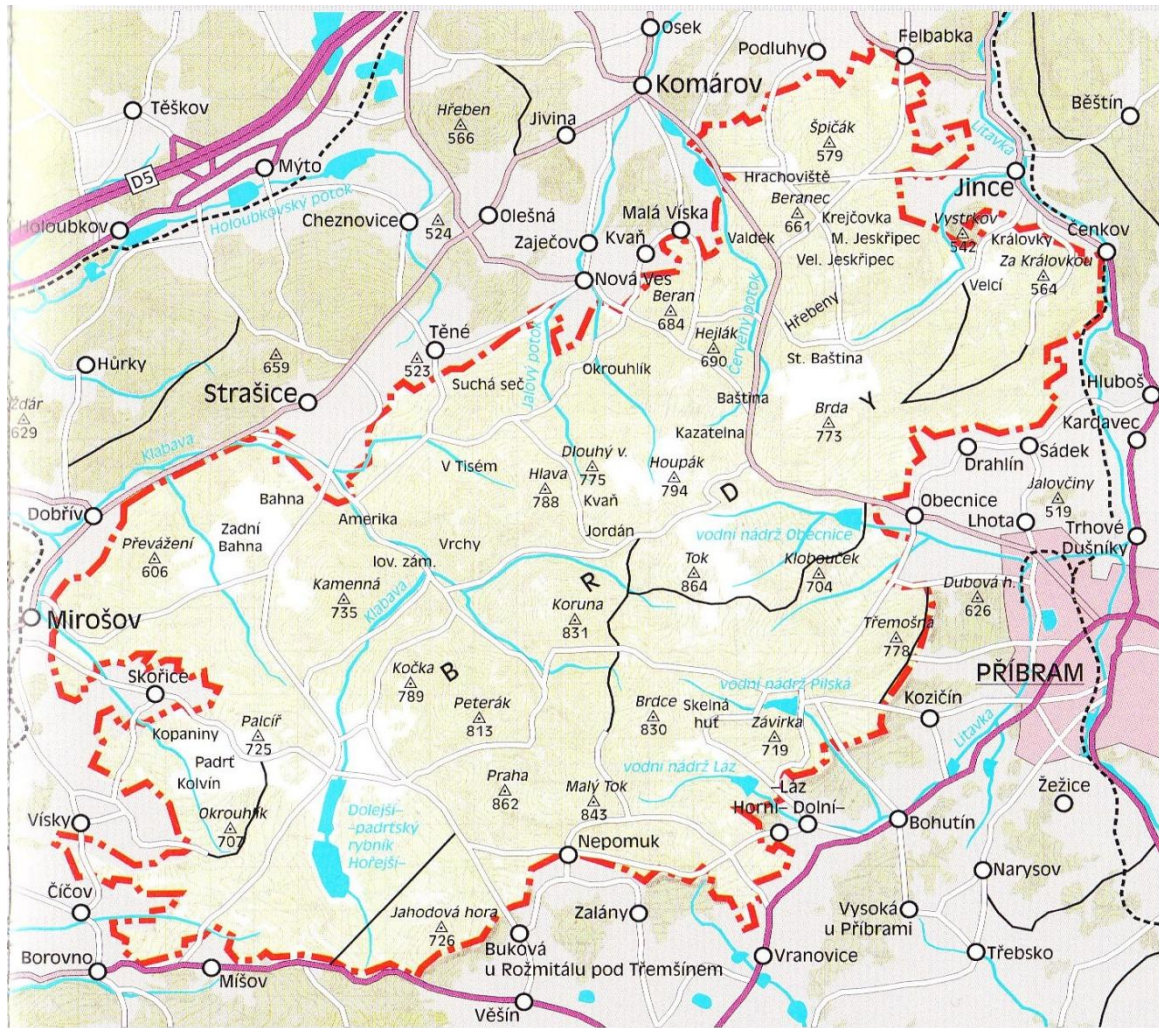 Osek
Podluhy
Felbabka
Komárov
Těškov
Hřeben
566
Jivina
Běštín
Špičák
579
Litavka
Mýto
D5
Hrachoviště
Jince
Holoubkov
Holoubkovský potok
Cheznovice
524
Olešná
Malá Víska
Beranec
661
Krejčovka
M. Jeskřipec
Vel. Jeskřipec
Vystrkov
542
Královky
Čenkov
Zaječov
Kvaň
Valdek
Za Královkou
564
Nová Ves
Velcí
Beran
684
Červený potok
Hřebeny
Těné
523
Jalový potok
Hejlák
690
St. Baština
Hůrky
659
Okrouhlík
Suchá seč
Hluboš
Strašice
Baština
Žďár
629
Brda
773
Y
Kardavec
Kazatelna
Klabava
Drahlín
Sádek
V Tisém
Dlouhý v.
775
Houpák
794
Hlava
788
Kvaň
D
Jalovčiny
519
Bahna
Obecnice
Dobřív
Amerika
Jordán
vodní nádrž Obecnice
Lhota
Trhové
Dušníky
Zadní
Bahna
Převážení
606
Vrchy
lov. zám.
Tok
864
Klobouček
704
Kamenná
735
Klabava
R
Koruna
831
Dubová h.
626
Mirošov
Třemošná
778
Kočka
789
B
PŘÍBRAM
Skořice
vodní nádrž Pilská
Peterák
813
Brdce
830
Skelná
huť
Kozičín
Palcíř
725
Kopaniny
Závirka
719
Litavka
Padrť
Kolvín
vodní nádrž Láz
Praha
862
Malý Tok
843
–Láz
Horní– Dolní–
Žežice
Okrouhlík
707
Dolejší–
–padrťský
rybník
Hořejší–
Vísky
Bohutín
Nepomuk
Narysov
Číčov
Jahodová hora
726
Zalány
Vysoká
u Příbrami
Buková
u Rožmitálu pod Třemšínem
Borovno
Míšov
Vranovice
Třebsko
Věšín